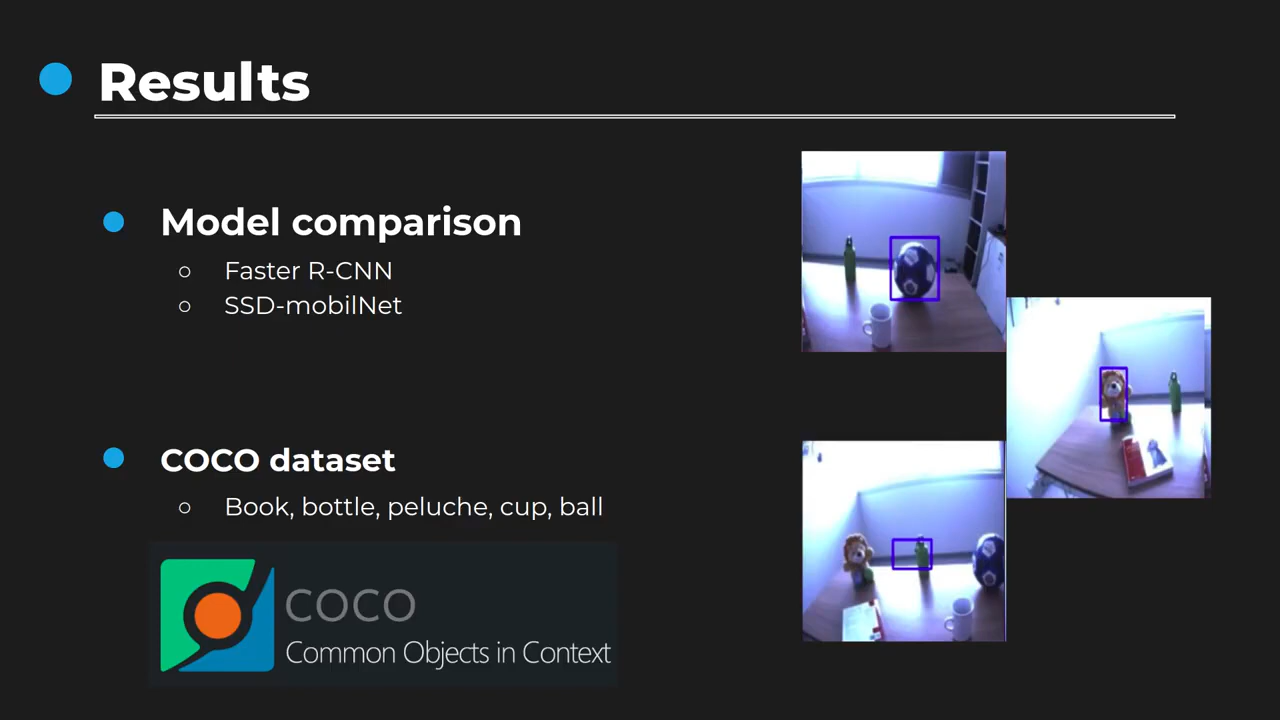 Results
Model comparison
Faster R-CNN
SSD-mobilNet
COCO dataset
Book, bottle, peluche, cup, ball
COCO
Common Objects in Context